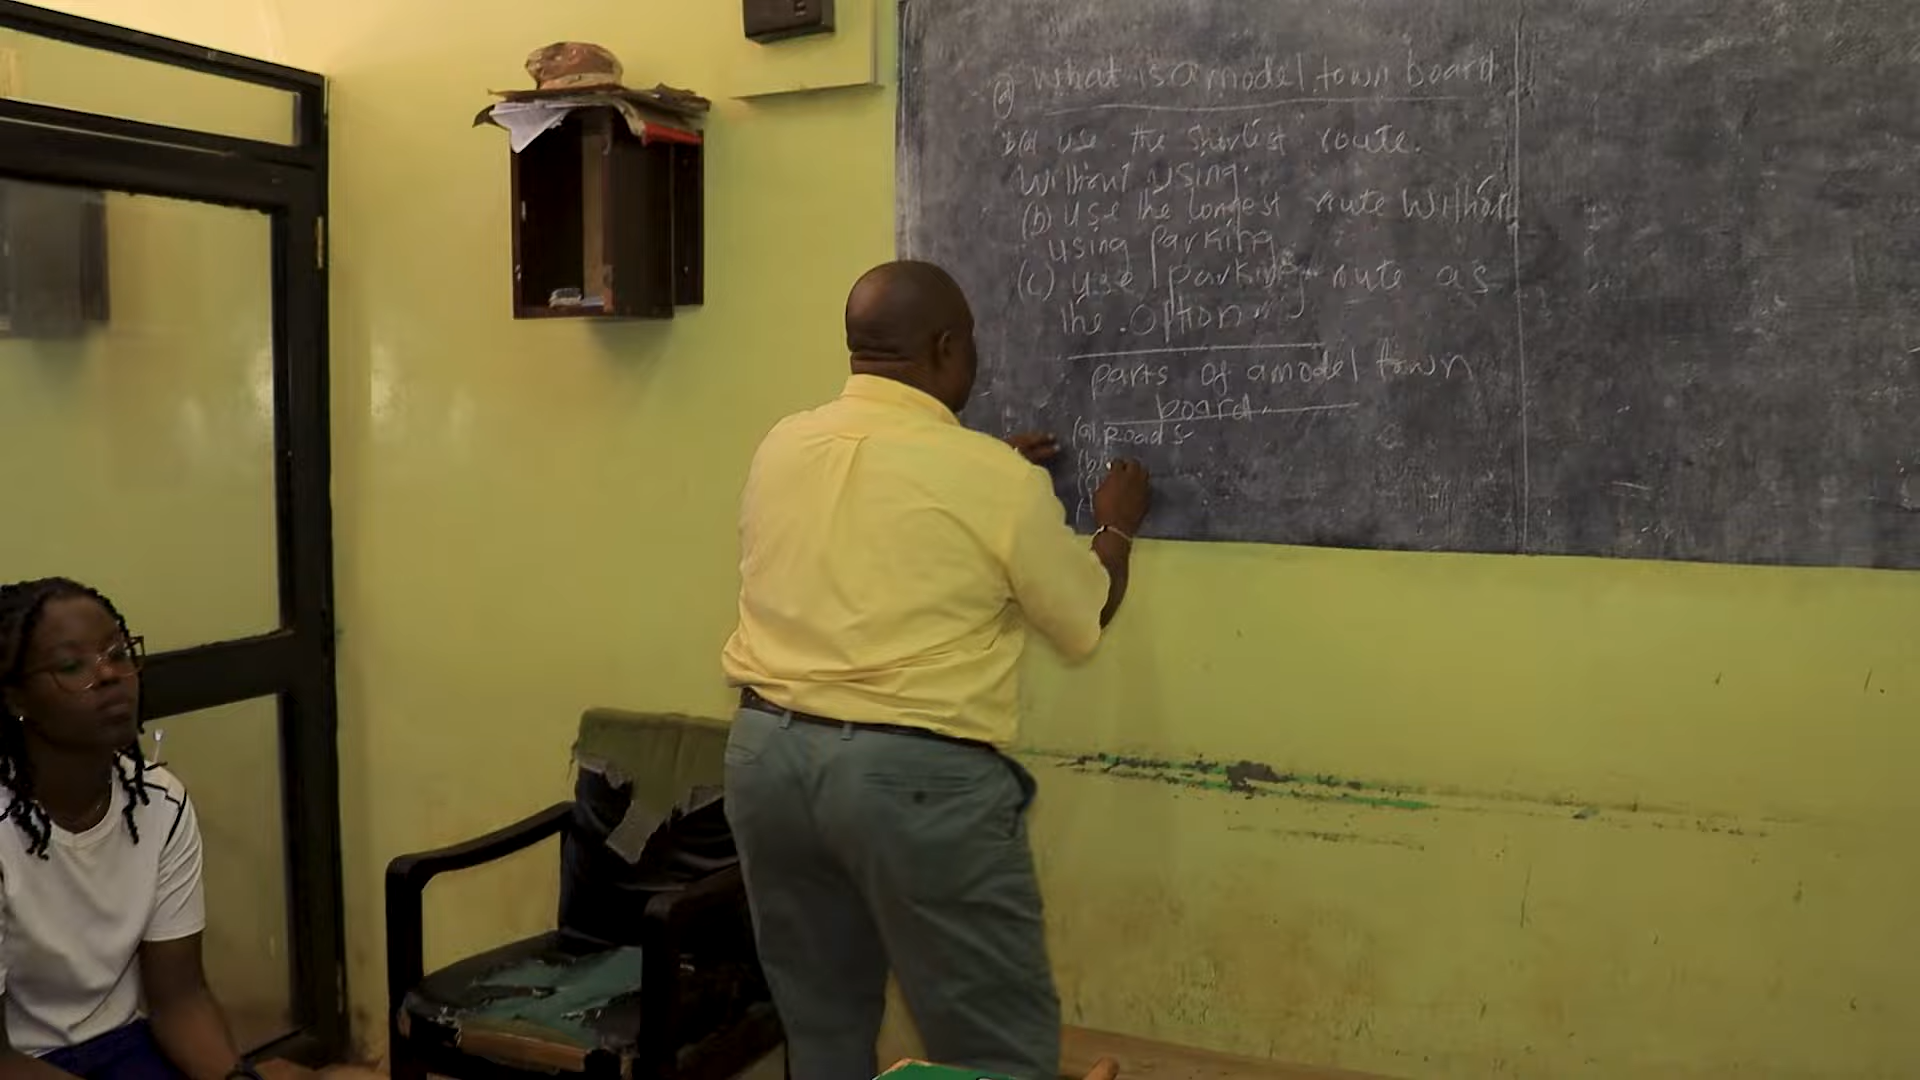 (a) What is a model town board
b(a) use the shortest route.
Without using.
(b) Use the longest route without
using Parking
(c) use parking route as
the .Option.
parts of a model town
board
(a) Roads
(b)